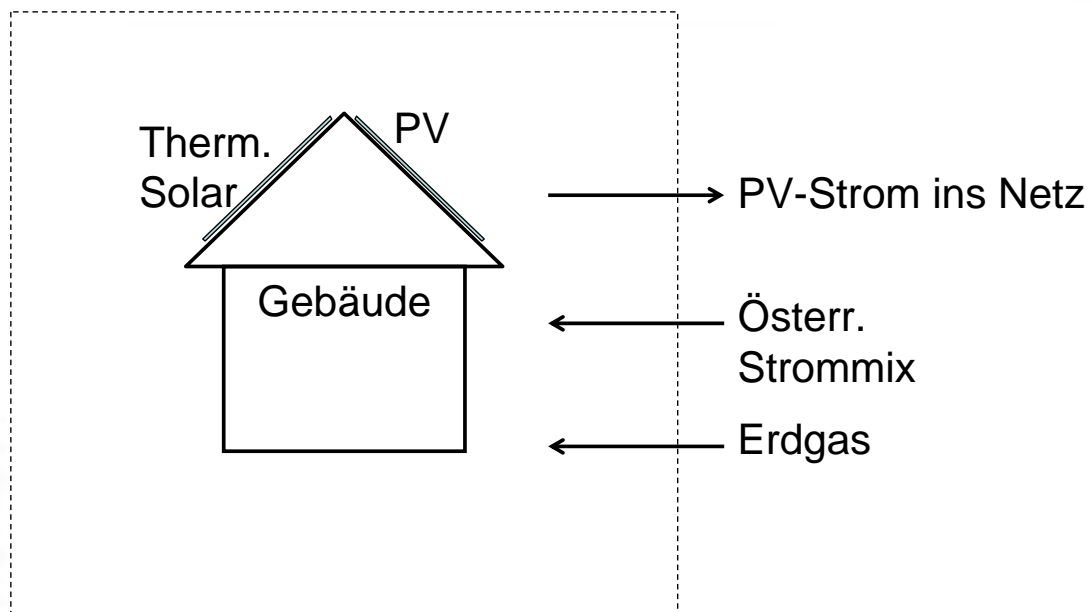 Therm.
Solar
PV
Gebäude
PV-Strom ins Netz
Österr.
Strommix
Erdgas